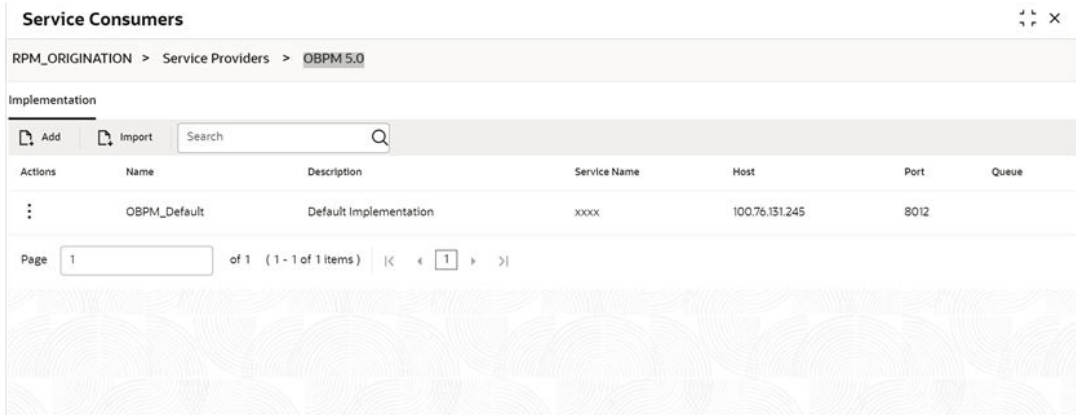 Service Consumers
RPM_ORIGINATION > Service Providers > OBPM 5.0
Implementation
Add Import Search
Actions Name Description Service Name Host Port Queue
OBPM_Default Default Implementation xxxx 100.76.131.245 8012
Page 1 of 1 (1 - 1 of 1 items) 1